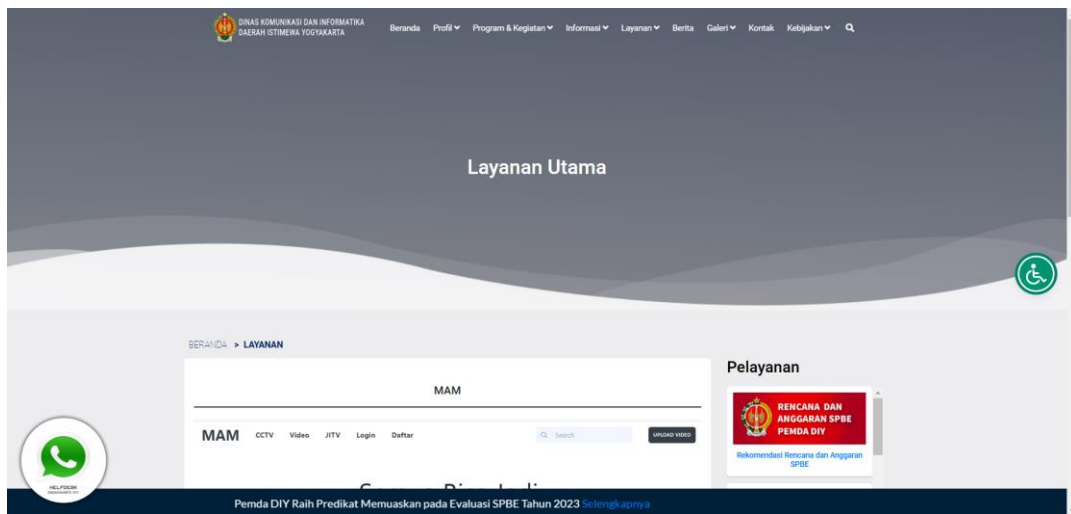 DINAS KOMUNIKASI DAN INFORMATIKA
DAERAH ISTIMEWA YOGYAKARTA
Beranda Profil Program & Kegiatan Informasi Layanan Berita Galeri Kontak Kebijakan
Layanan Utama
BERANDA > LAYANAN
MAM
MAM CCTV Video JITV Login Daftar Search UPLOAD VIDEO
Pelayanan
RENCANA DAN
ANGGARAN SPBE
PEMDA DIY
Rekomendasi Rencana dan Anggaran
SPBE
HELPDESK
Pemda DIY Raih Predikat Memuaskan pada Evaluasi SPBE Tahun 2023 Selengkapnya